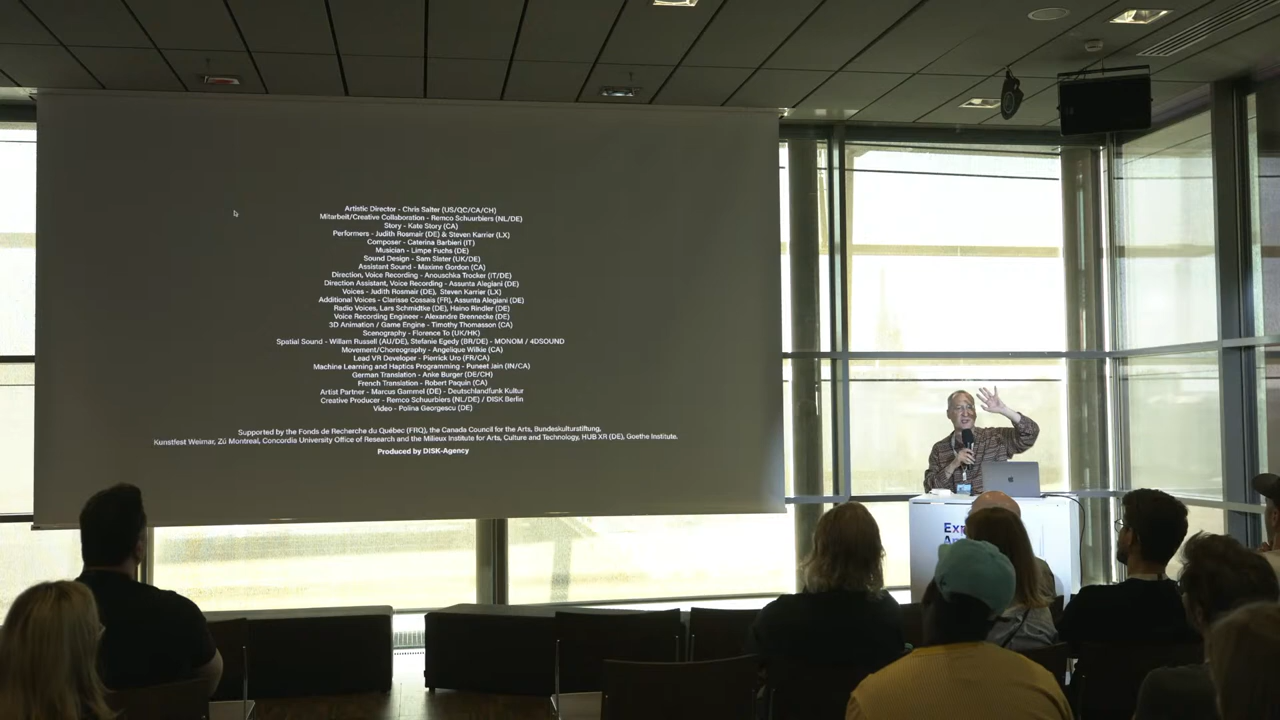 Artistic Director - Chris Salter (US/QC/CA/CH)
Mitarbeit/Creative Collaboration - Remco Schuurbiers (NL/DE)
Story - Kate Story (CA)
Performers - Judith Rosmair (DE) & Steven Karrier (LX)
Composer - Caterina Barbieri (IT)
Musician - Limpe Fuchs (DE)
Sound Design - Sam Slater (UK/DE)
Assistant Sound - Maxime Gordon (CA)
Direction, Voice Recording - Anouschka Trocker (IT/DE)
Direction Assistant, Voice Recording - Assunta Alegiani (DE)
Voices - Judith Rosmair (DE), Steven Karrier (LX)
Additional Voices - Clarisse Cossais (FR), Assunta Alegiani (DE)
Radio Voices, Lars Schmidtke (DE), Haino Rindler (DE)
Voice Recording Engineer - Alexandre Brennecke (DE)
3D Animation / Game Engine - Timothy Thomasson (CA)
Scenography - Florence To (UK/HK)
Spatial Sound - William Russell (AU/DE), Stefanie Egedy (BR/DE) - MONOM / 4DSOUND
Movement/Choreography - Angelique Wilkie (CA)
Lead VR Developer - Pierrick Uro (FR/CA)
Machine Learning and Haptics Programming - Puneet Jain (IN/CA)
German Translation - Anke Burger (DE/CH)
French Translation - Robert Paquin (CA)
Artist Partner - Marcus Gammel (DE) - Deutschlandfunk Kultur
Creative Producer - Remco Schuurbiers (NL/DE) / DISK Berlin
Video - Polina Georgescu (DE)
Supported by the Fonds de Recherche du Québec (FRQ), the Canada Council for the Arts, Bundeskulturstiftung,
Kunstfest Weimar, Zú Montreal, Concordia University Office of Research and the Milieux Institute for Arts, Culture and Technology, HUB XR (DE), Goethe Institute.
Produced by DISK-Agency